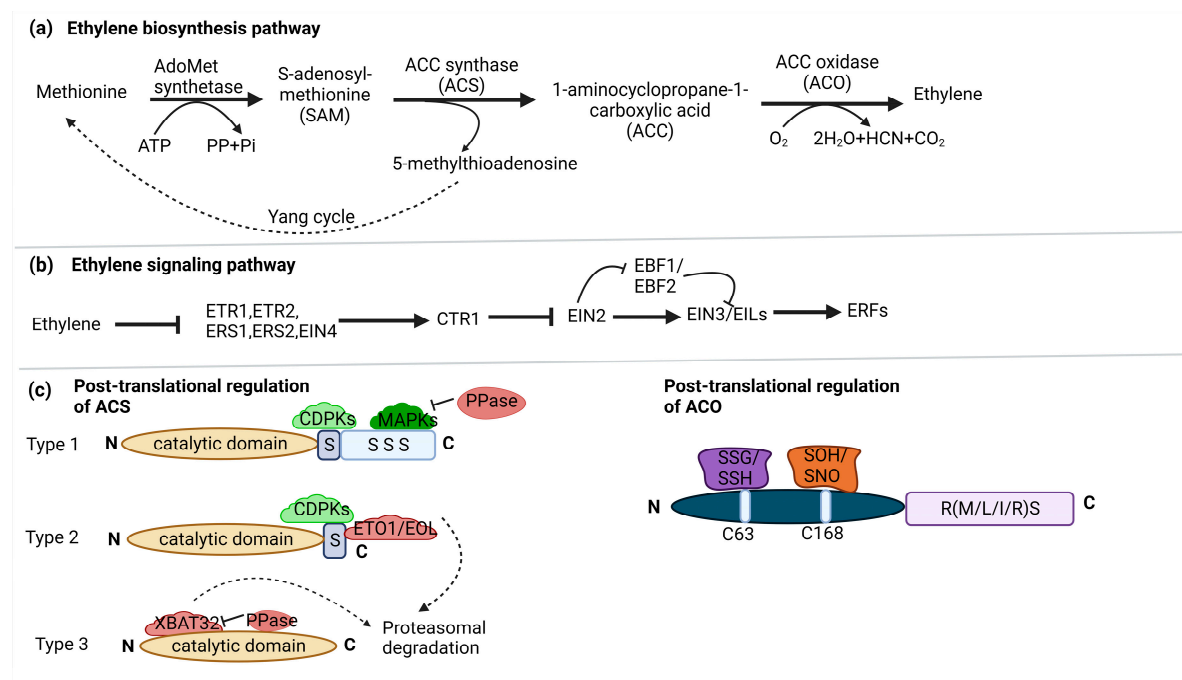 (a) Ethylene biosynthesis pathway
Methionine
AdoMet
synthetase
ATP
PP+Pi
S-adenosyl-
methionine
(SAM)
ACC synthase
(ACS)
5-methylthioadenosine
1-aminocyclopropane-1-
carboxylic acid
(ACC)
ACC oxidase
(ACO)
O₂
2H₂O+HCN+CO₂
Ethylene
Yang cycle
(b) Ethylene signaling pathway
Ethylene
ETR1,ETR2,
ERS1,ERS2,EIN4
CTR1
EIN2
EBF1/
EBF2
EIN3/EILs
ERFs
(c) Post-translational regulation
of ACS
Type 1
N
catalytic domain
CDPKs
S
MAPKs
S S S
C
PPase
Type 2
N
catalytic domain
CDPKs
S
ETO1/EOL
C
Type 3
N
XBAT32
PPase
catalytic domain
C
Proteasomal
degradation
Post-translational regulation
of ACO
N
SSG/
SSH
SOH/
SNO
C63
C168
R(M/L/I/R)S
C